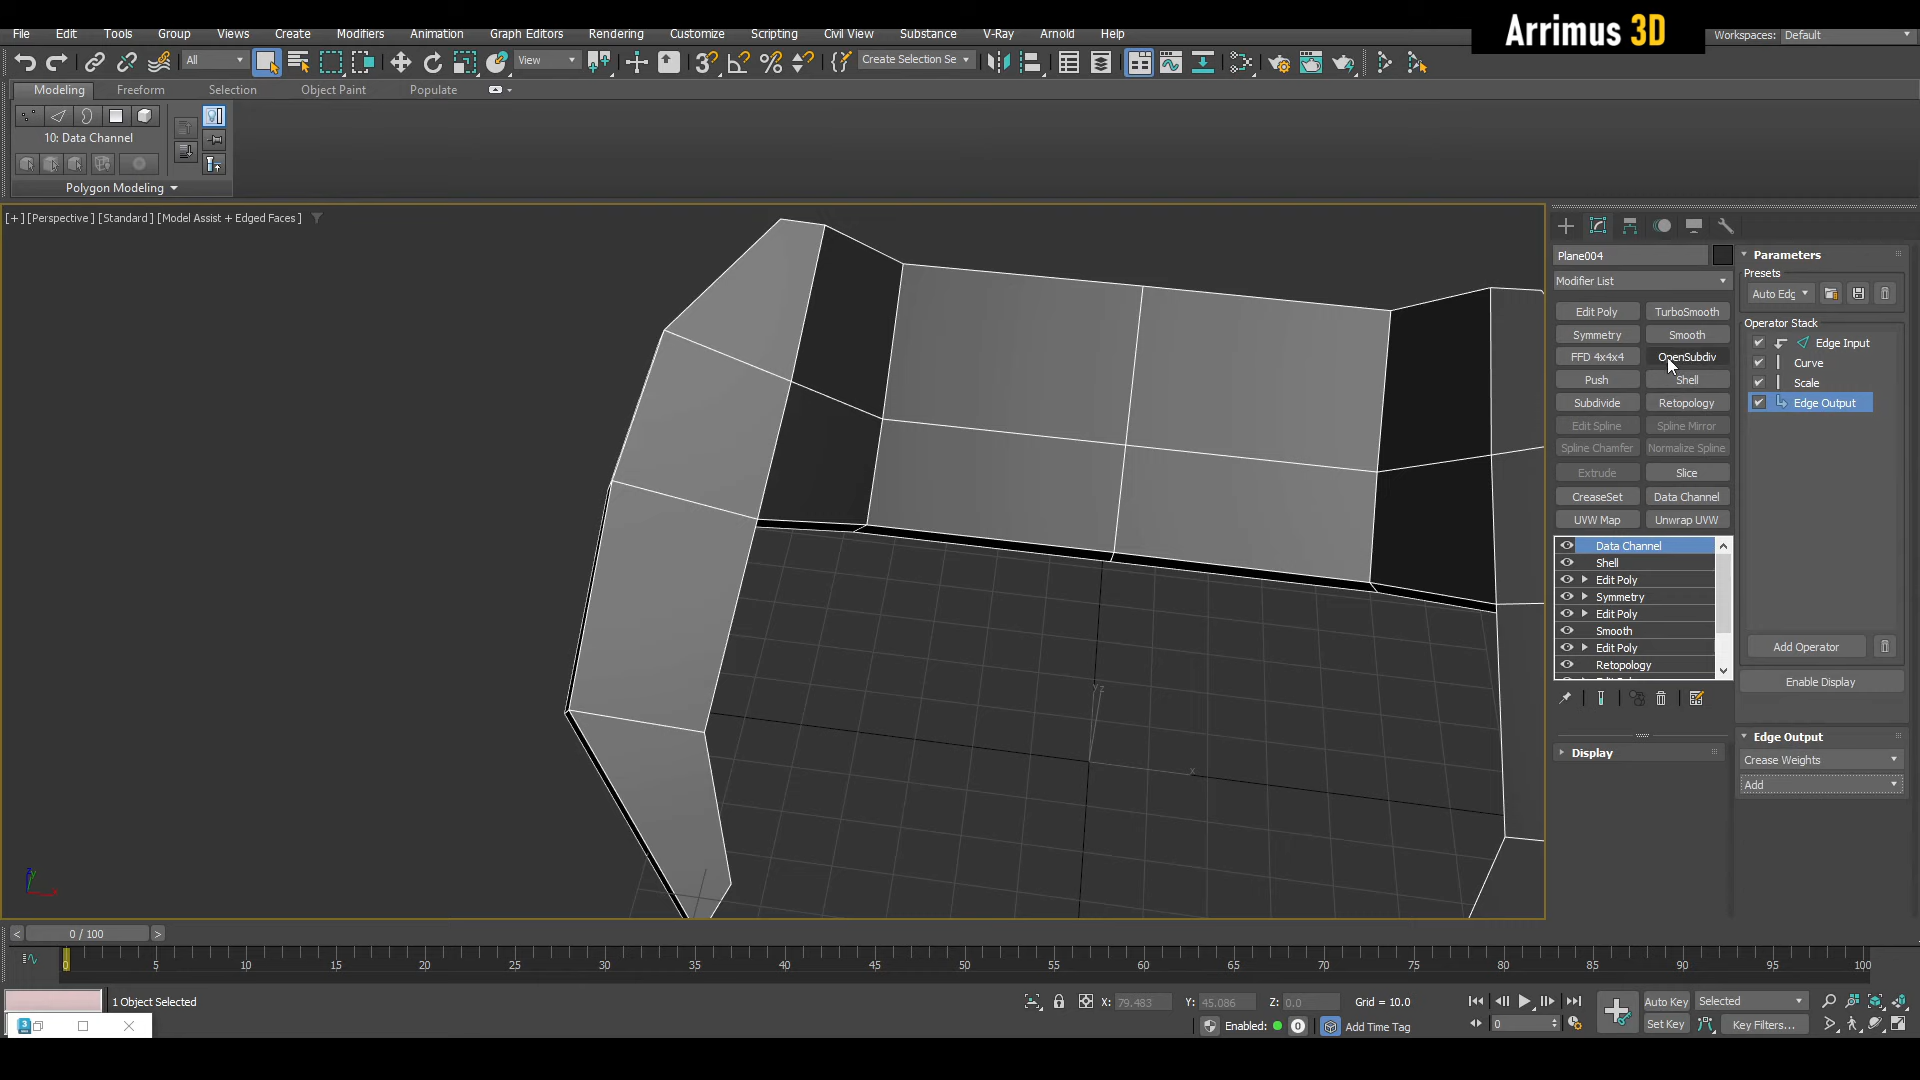 Arrimus 3D
File Edit Tools Group Views Create Modifiers Animation Graph Editors Rendering Customize Scripting Civil View Substance V-Ray Arnold Help
Workspaces: Default
All
View
Create Selection Se
Modeling Freeform Selection Object Paint Populate
10: Data Channel
Polygon Modeling
[+] [Perspective] [Standard] [Model Assist + Edged Faces]
Plane004
Modifier List
Edit Poly TurboSmooth
Symmetry Smooth
FFD 4x4x4 OpenSubdiv
Push Shell
Subdivide Retopology
Edit Spline Spline Mirror
Spline Chamfer Normalize Spline
Extrude Slice
CreaseSet Data Channel
UVW Map Unwrap UVW
Data Channel
Shell
Edit Poly
Symmetry
Edit Poly
Smooth
Edit Poly
Retopology
Display
Parameters
Presets
Auto Edg
Operator Stack
Edge Input
Curve
Scale
Edge Output
Add Operator
Enable Display
Edge Output
Crease Weights
Add
0 / 100
0 5 10 15 20 25 30 35 40 45 50 55 60 65 70 75 80 85 90 95 100
1 Object Selected
X: 79.483 Y: 45.086 Z: 0.0 Grid = 10.0
Enabled: 0 Add Time Tag
0
Auto Key Selected
Set Key Key Filters...